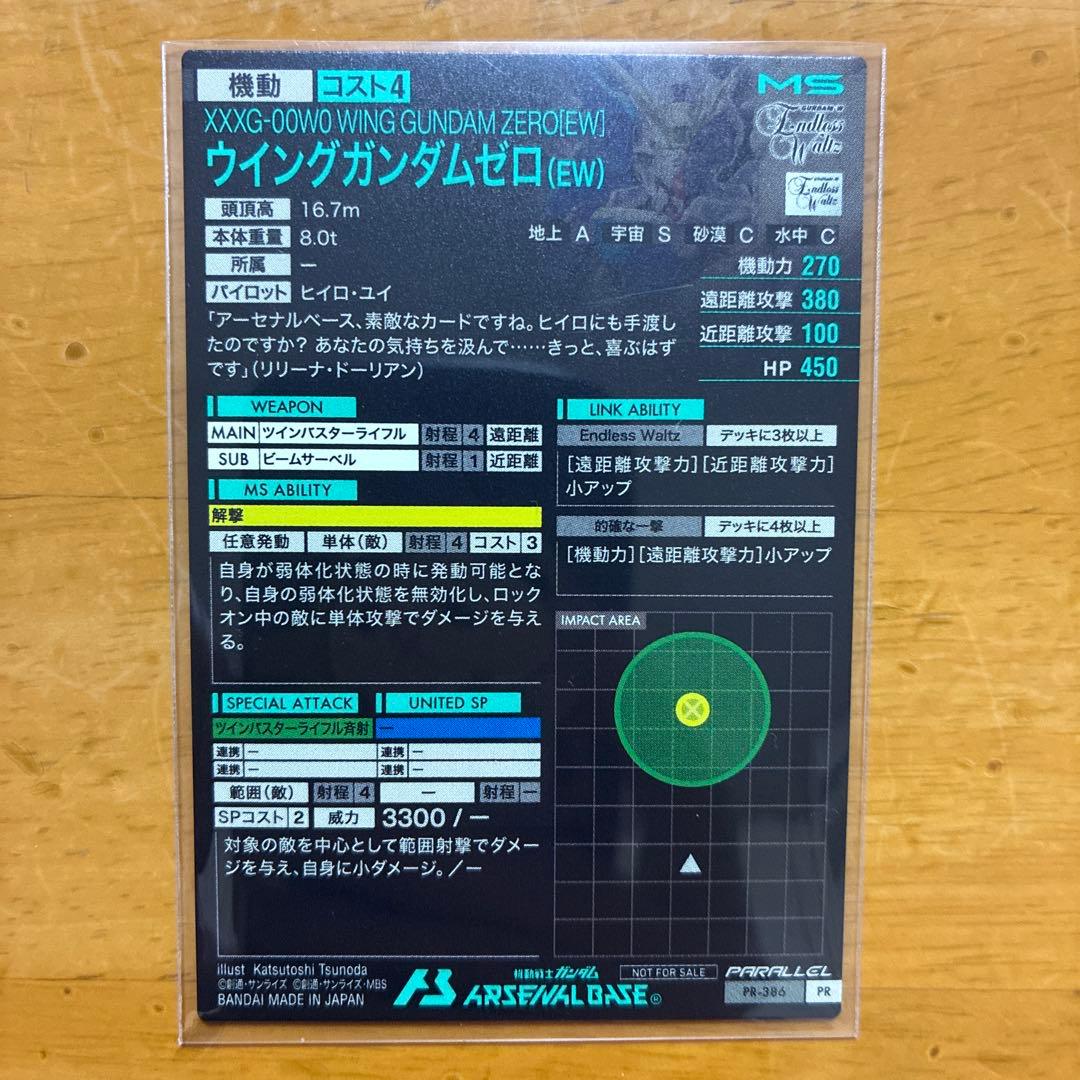 機動 コスト4
MS
XXXG-00W0 WING GUNDAM ZERO[EW]
ウイングガンダムゼロ(EW)
GUNDAM W
Endless
Waltz
Endless
Waltz
頭頂高 16.7m
本体重量 8.0t
所属 ー
パイロット ヒイロ・ユイ
地上 A 宇宙 S 砂漠 C 水中 C
機動力 270
遠距離攻撃 380
近距離攻撃 100
HP 450
「アーセナルベース、素敵なカードですね。ヒイロにも手渡し
たのですか? あなたの気持ちを汲んで……きっと、喜ぶはず
です」(リリーナ・ドーリアン)
WEAPON
MAIN ツインバスターライフル 射程 4 遠距離
SUB ビームサーベル 射程 1 近距離
MS ABILITY
解撃
任意発動 単体(敵) 射程 4 コスト 3
自身が弱体化状態の時に発動可能とな
り、自身の弱体化状態を無効化し、ロック
オン中の敵に単体攻撃でダメージを与え
る。
LINK ABILITY
Endless Waltz デッキに3枚以上
[遠距離攻撃力][近距離攻撃力]
小アップ
的確な一撃 デッキに4枚以上
[機動力][遠距離攻撃力]小アップ
IMPACT AREA
SPECIAL ATTACK UNITED SP
ツインバスターライフル斉射 ー
連携 ー 連携 ー
連携 ー 連携 ー
範囲(敵) 射程 4 ー 射程 ー
SPコスト 2 威力 3300 / ー
対象の敵を中心として範囲射撃でダメー
ジを与え、自身に小ダメージ。/ー
illust Katsutoshi Tsunoda
©創通・サンライズ ©創通・サンライズ・MBS
BANDAI MADE IN JAPAN
機動戦士ガンダム
ARSENAL BASE®
NOT FOR SALE
PARALLEL
PR-386 PR